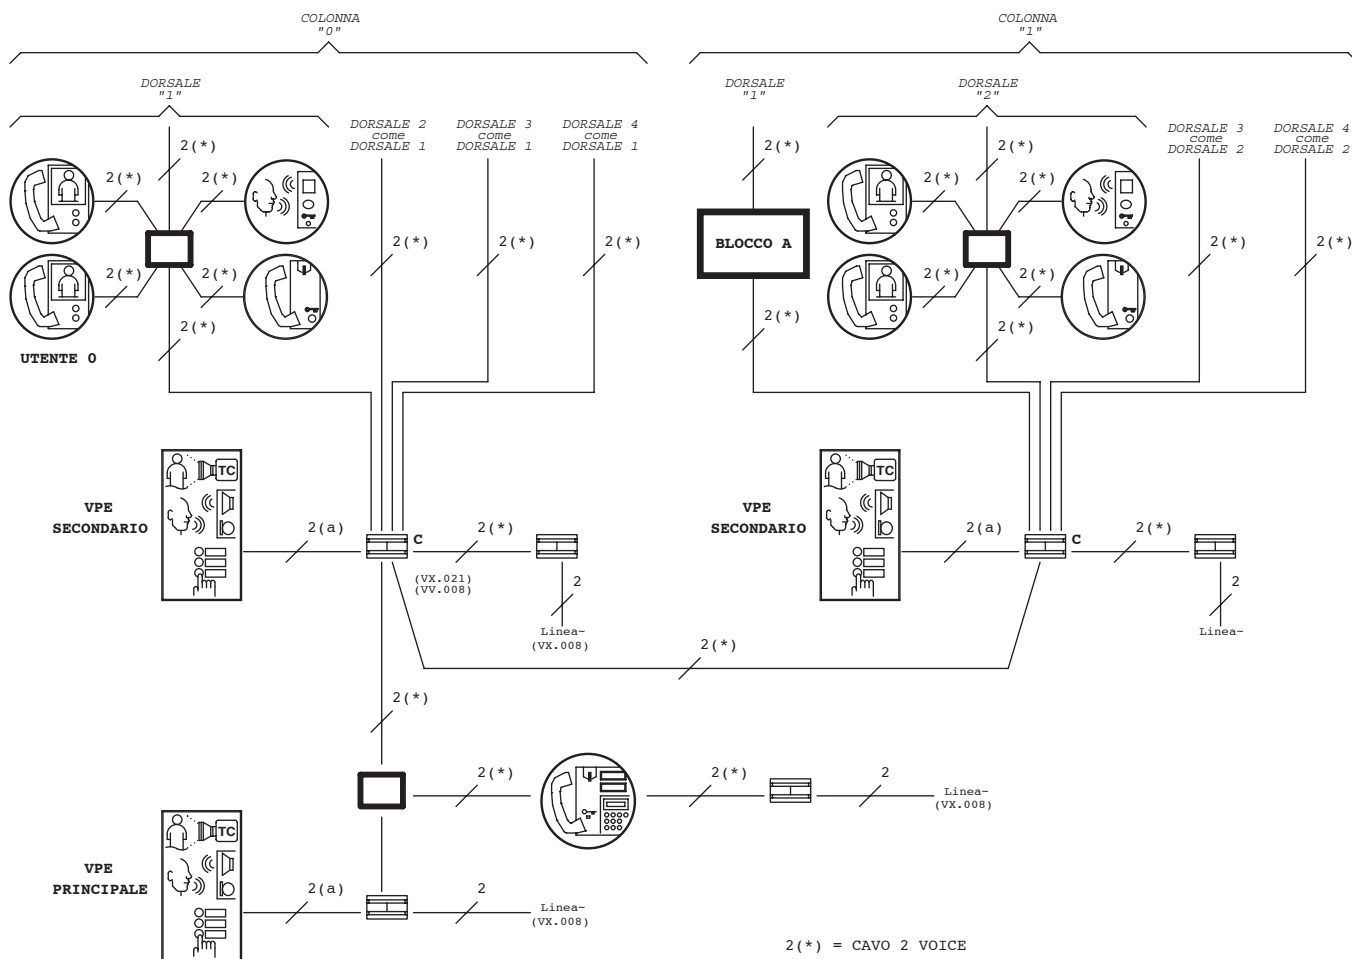 COLONNA
"0"
COLONNA
"1"
DORSALE
"1"
DORSALE
"1"
DORSALE
"2"
DORSALE 2
come
DORSALE 1
DORSALE 3
come
DORSALE 1
DORSALE 4
come
DORSALE 1
DORSALE 3
come
DORSALE 2
DORSALE 4
come
DORSALE 2
2(*)
2(*)
2(*)
2(*)
2(*)
2(*)
2(*)
2(*)
2(*)
2(*)
2(*)
BLOCCO A
2(*)
2(*)
2(*)
2(*)
2(*)
2(*)
2(*)
2(*)
2(*)
2(*)
2(*)
UTENTE 0
TC
VPE
SECONDARIO
2(a)
C
2(*)
(VX.021)
(VV.008)
2
Linea~
(VX.008)
TC
VPE
SECONDARIO
2(a)
C
2(*)
2
Linea~
2(*)
2(*)
2(*)
2(*)
2
Linea~
(VX.008)
TC
VPE
PRINCIPALE
2(a)
2
Linea~
(VX.008)
2(*) = CAVO 2 VOICE